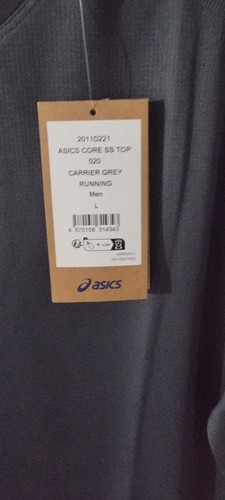 2011D221
ASICS CORE SS TOP
020
CARRIER GREY
RUNNING
Men
L
4 570158 314343
asics